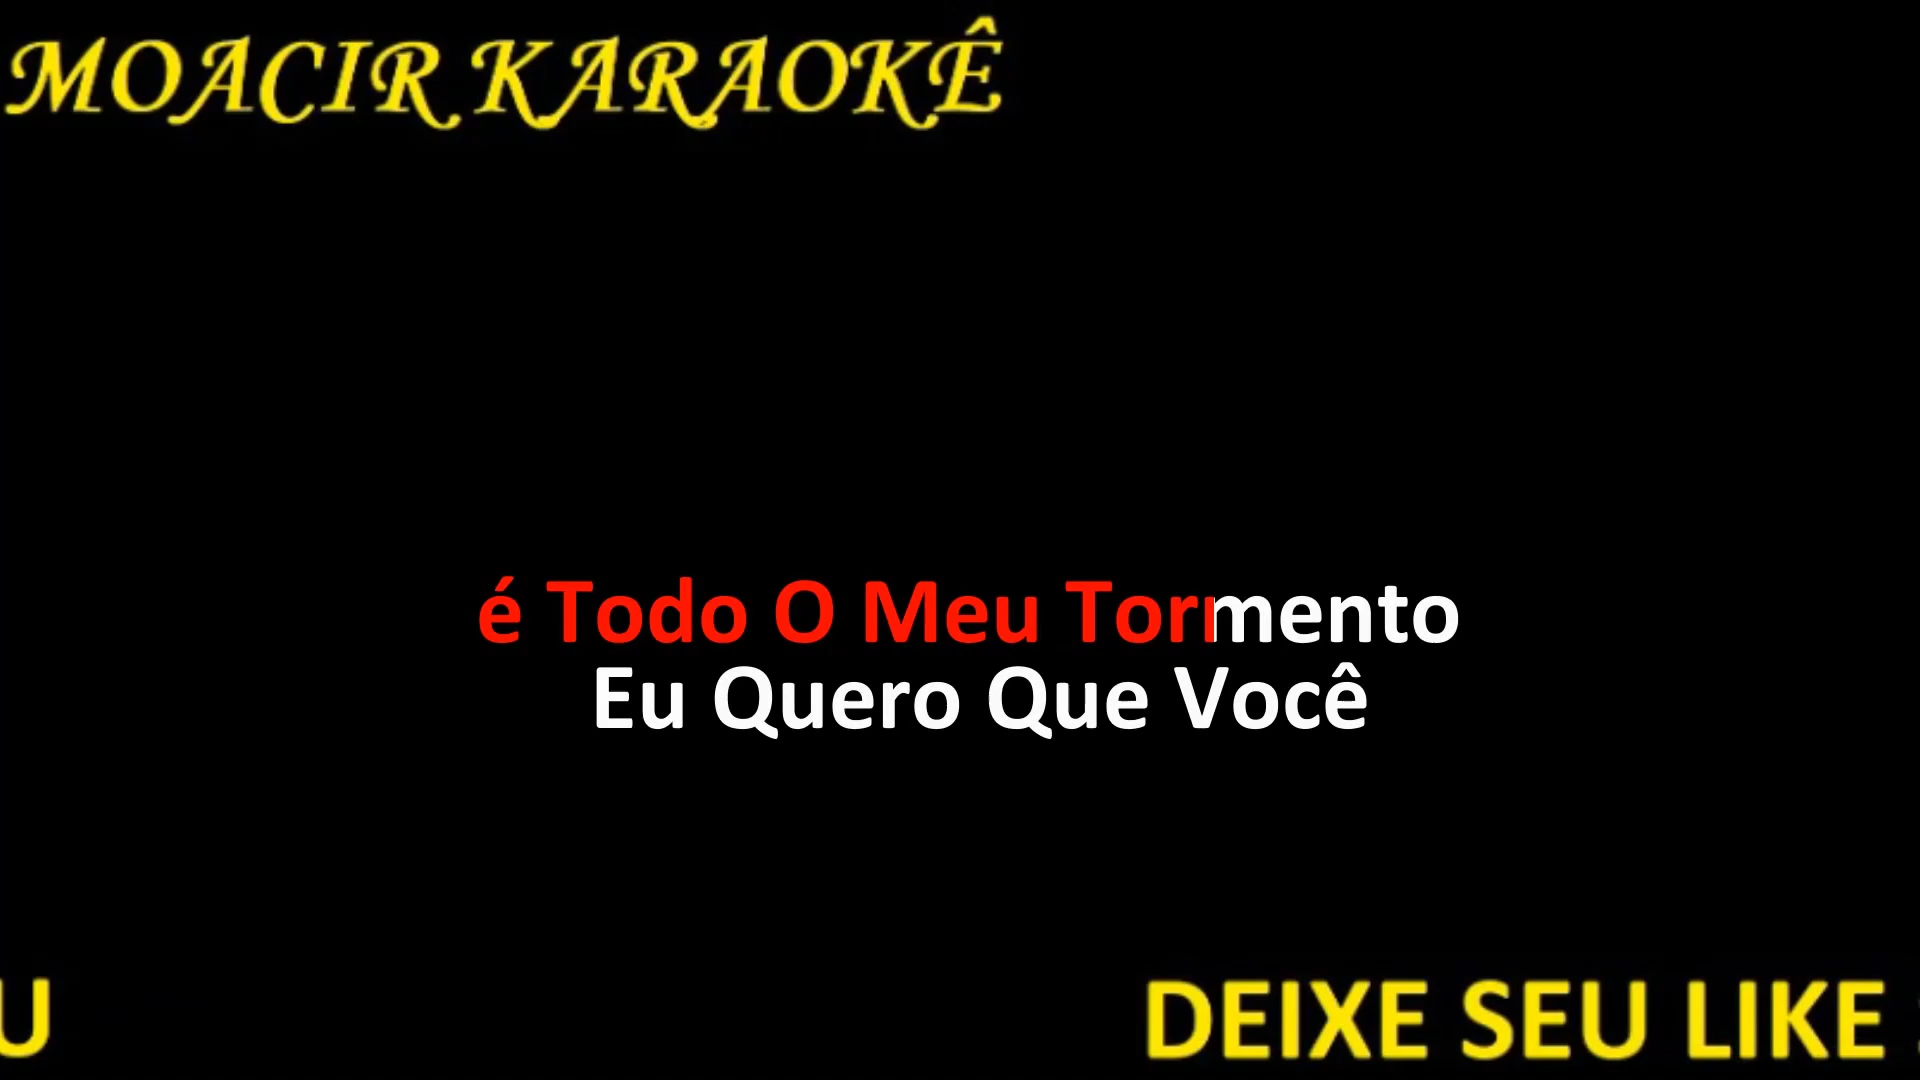 MOACIR KARAOKÊ
é Todo O Meu Tormento
Eu Quero Que Você
U DEIXE SEU LIKE